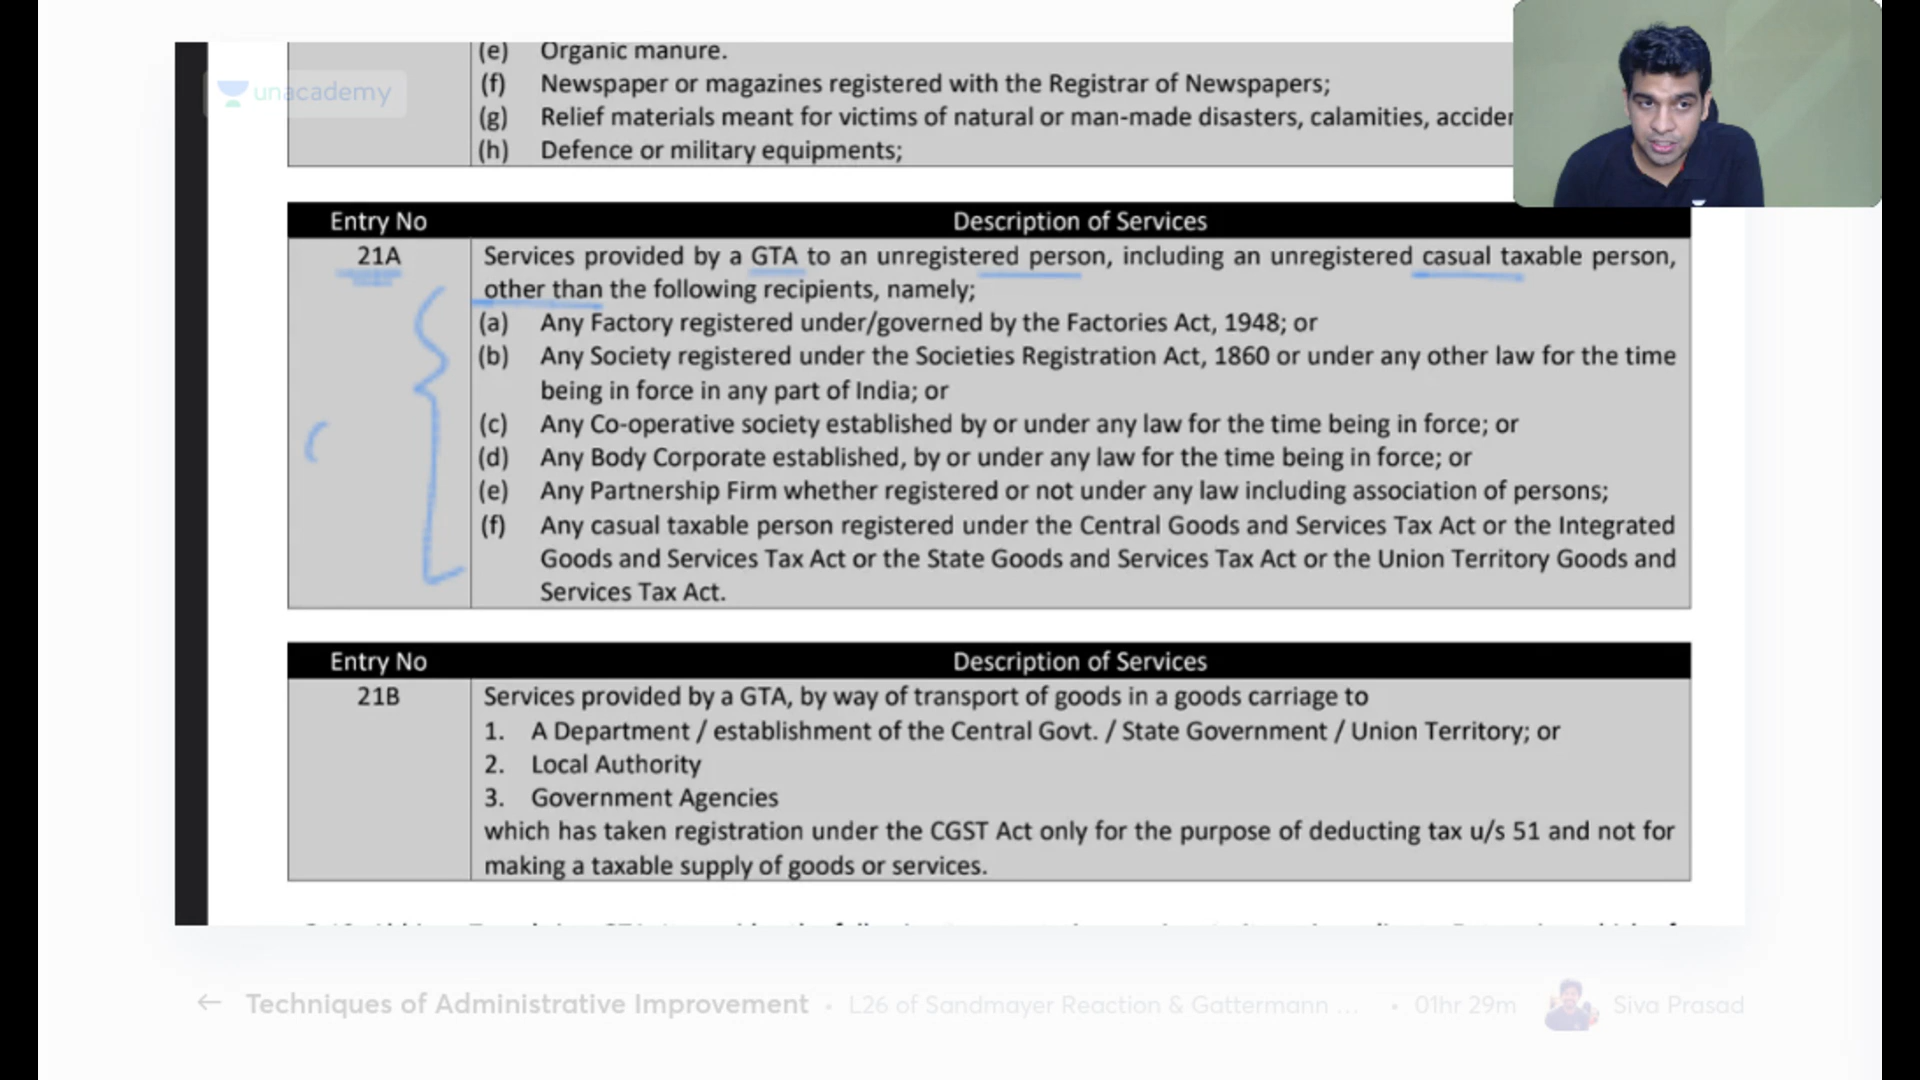 (e) Organic manure.
unacademy
(f) Newspaper or magazines registered with the Registrar of Newspapers;
(g) Relief materials meant for victims of natural or man-made disasters, calamities,
(h) Defence or military equipments;
Entry No Description of Services
21A Services provided by a GTA to an unregistered person, including an unregistered casual taxable person,
other than the following recipients, namely;
(a) Any Factory registered under/governed by the Factories Act, 1948; or
(b) Any Society registered under the Societies Registration Act, 1860 or under any other law for the time
being in force in any part of India; or
(c) Any Co-operative society established by or under any law for the time being in force; or
(d) Any Body Corporate established, by or under any law for the time being in force; or
(e) Any Partnership Firm whether registered or not under any law including association of persons;
(f) Any casual taxable person registered under the Central Goods and Services Tax Act or the Integrated
Goods and Services Tax Act or the State Goods and Services Tax Act or the Union Territory Goods and
Services Tax Act.
Entry No Description of Services
21B Services provided by a GTA, by way of transport of goods in a goods carriage to
1. A Department / establishment of the Central Govt. / State Government / Union Territory; or
2. Local Authority
3. Government Agencies
which has taken registration under the CGST Act only for the purpose of deducting tax u/s 51 and not for
making a taxable supply of goods or services.
← Techniques of Administrative Improvement • L26 of Sandmayer Reaction & Gattermann ... • 01hr 29m Siva Prasad